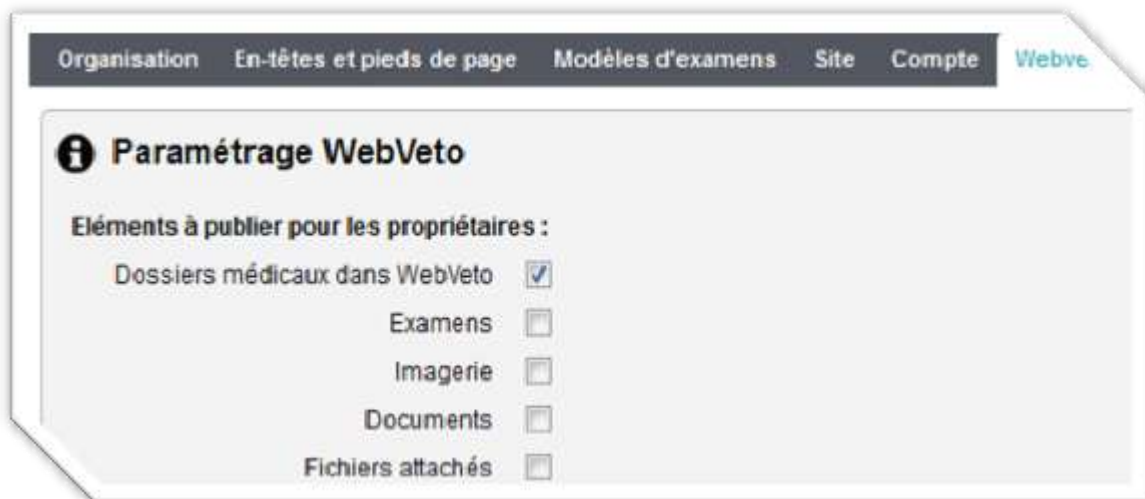 Organisation En-têtes et pieds de page Modèles d'examens Site Compte Webve
Paramétrage WebVeto
Eléments à publier pour les propriétaires :
Dossiers médicaux dans WebVeto
Examens
Imagerie
Documents
Fichiers attachés